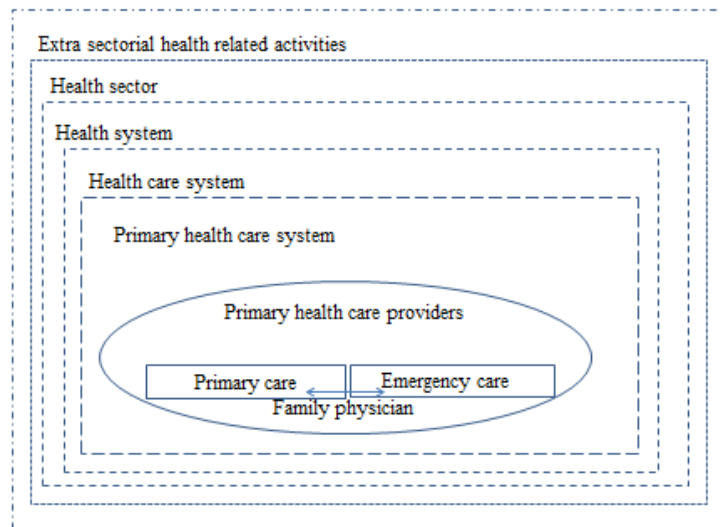 Extra sectorial health related activities
Health sector
Health system
Health care system
Primary health care system
Primary health care providers
Primary care
Emergency care
Family physician